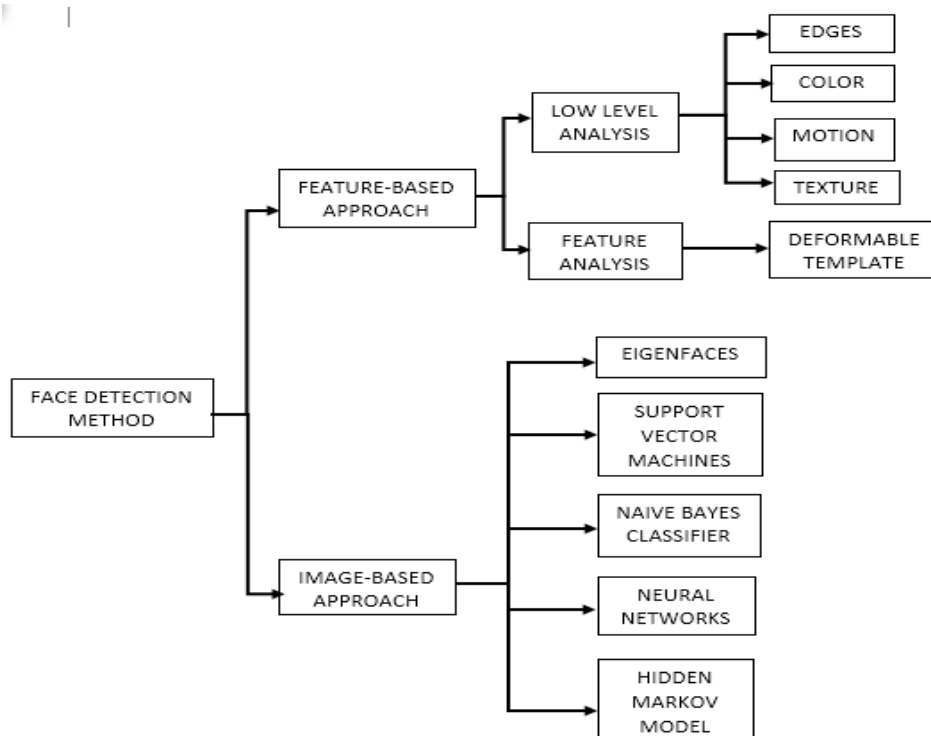 EDGES
COLOR
LOW LEVEL
ANALYSIS
MOTION
TEXTURE
FEATURE-BASED
APPROACH
FEATURE
ANALYSIS
DEFORMABLE
TEMPLATE
FACE DETECTION
METHOD
EIGENFACES
SUPPORT
VECTOR
MACHINES
NAIVE BAYES
CLASSIFIER
IMAGE-BASED
APPROACH
NEURAL
NETWORKS
HIDDEN
MARKOV
MODEL